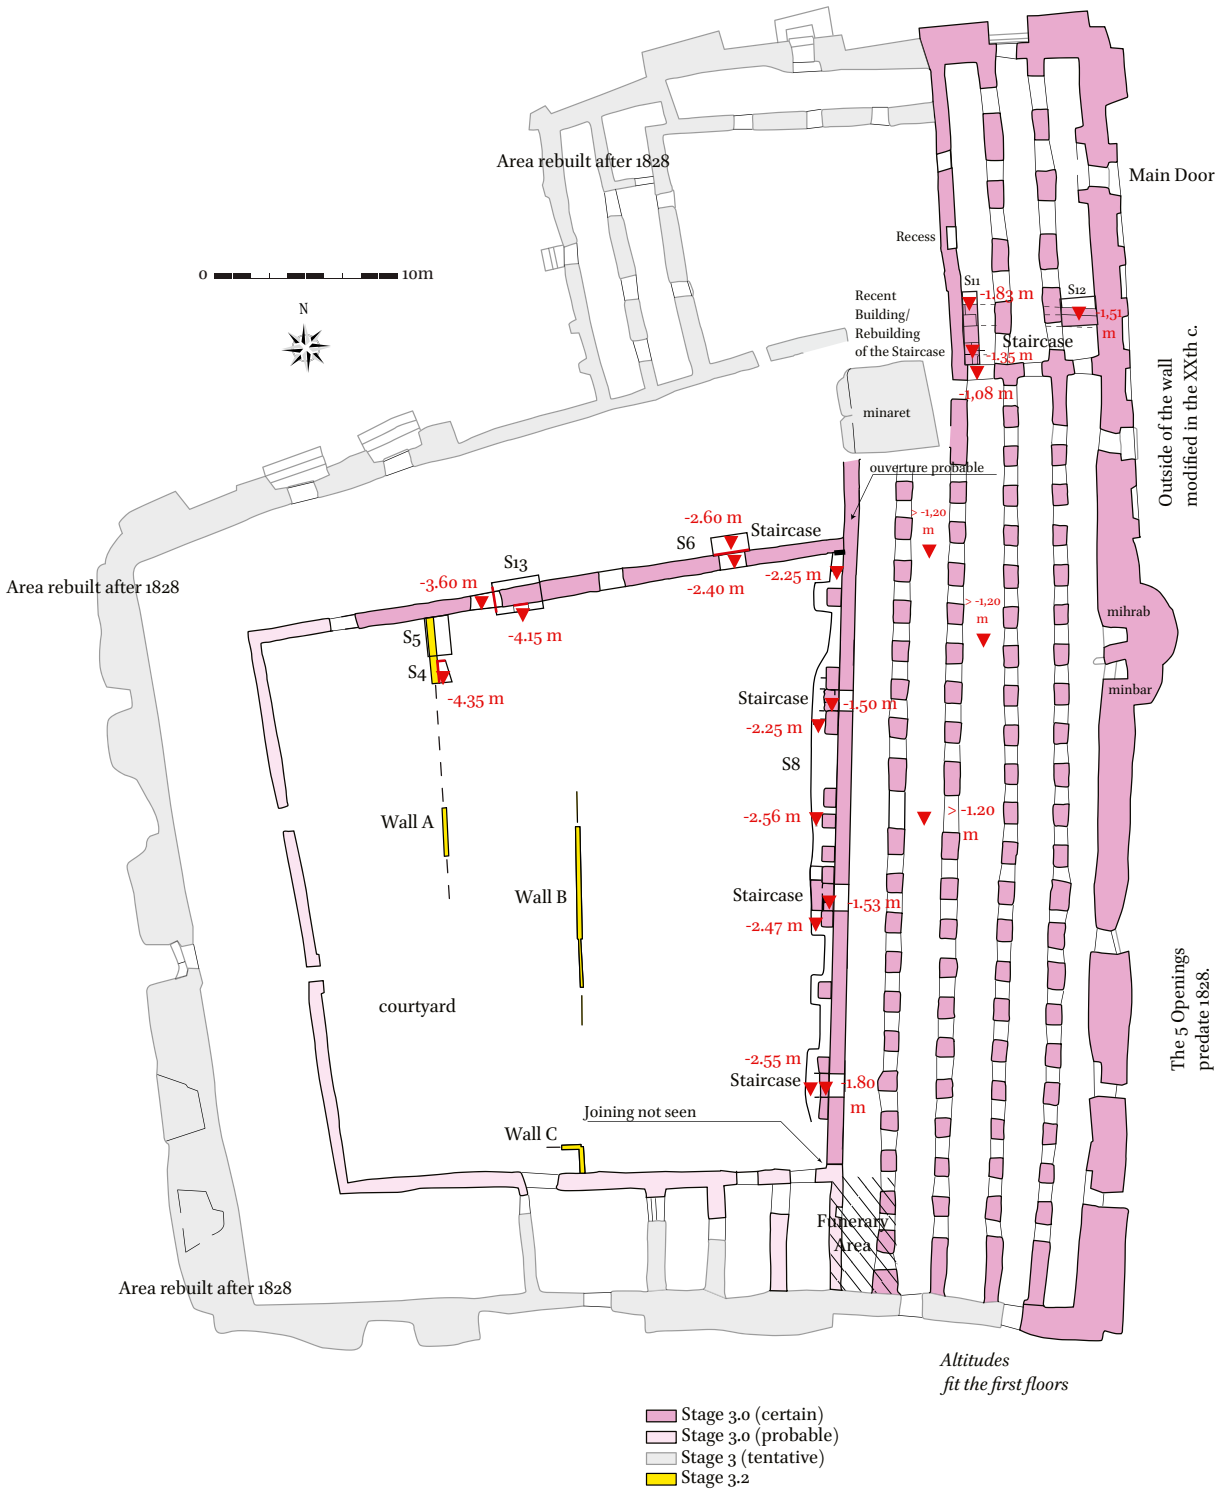 Area rebuilt after 1828
Main Door
Recess
0
10m
N
S11
-1.83 m
S12
-1,51
m
Recent
Building/
Rebuilding
of the Staircase
Staircase
-1.35 m
-1,08 m
minaret
Outside of the wall
modified in the XXth c.
ouverture probable
> -1,20
m
-2.60 m
Staircase
S6
-2.40 m
-2.25 m
S13
-3.60 m
-4.15 m
Area rebuilt after 1828
> -1,20
m
mihrab
minbar
S5
S4
-4.35 m
Staircase
-1.50 m
-2.25 m
S8
-2.56 m
> -1.20
m
Wall A
Wall B
Staircase
-1.53 m
-2.47 m
courtyard
The 5 Openings
predate 1828.
-2.55 m
Staircase
-1.80
m
Joining not seen
Wall C
Funerary
Area
Area rebuilt after 1828
Altitudes
fit the first floors
Stage 3.0 (certain)
Stage 3.0 (probable)
Stage 3 (tentative)
Stage 3.2